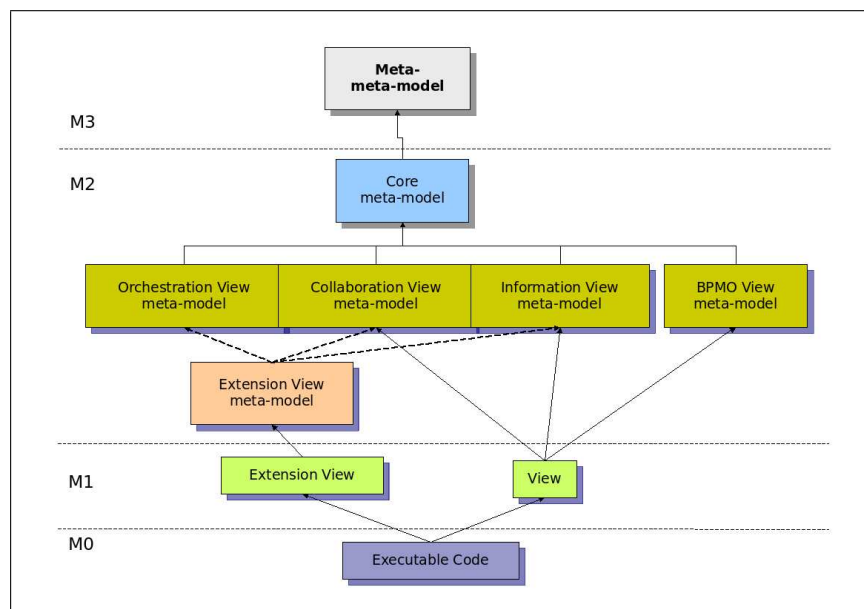 Meta-
meta-model
M3
M2
Core
meta-model
Orchestration View
meta-model
Collaboration View
meta-model
Information View
meta-model
BPMO View
meta-model
Extension View
meta-model
M1
Extension View
View
M0
Executable Code